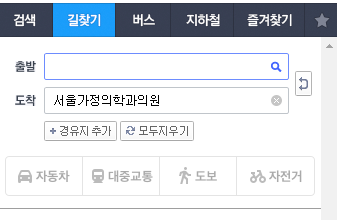 검색 길찾기 버스 지하철 즐겨찾기
출발
도착 서울가정의학과의원
경유지 추가 모두지우기
자동차 대중교통 도보 자전거